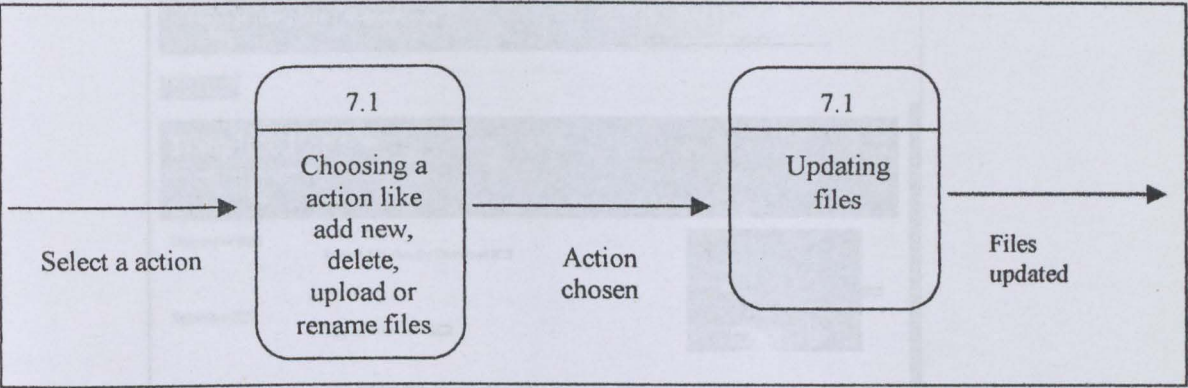 7.1
Choosing a
action like
add new,
delete,
upload or
rename files
Select a action
Action
chosen
7.1
Updating
files
Files
updated